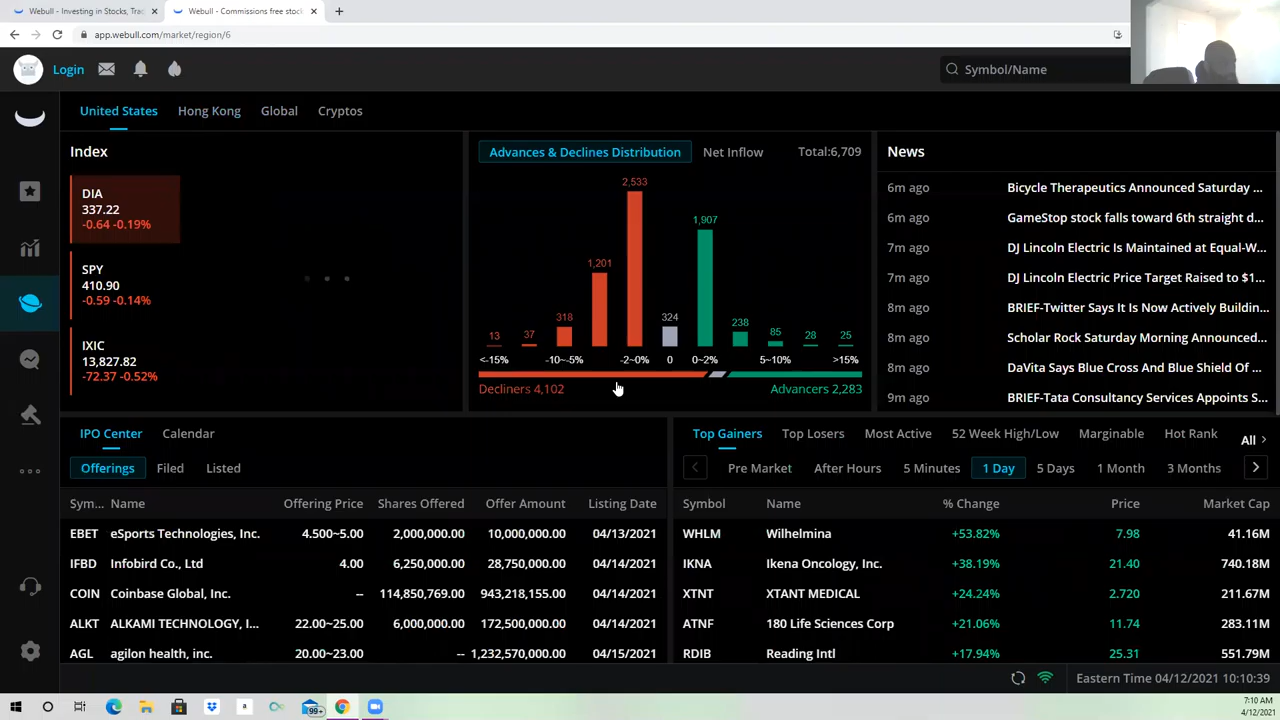 Webull - Investing in Stocks, Trac
Webull - Commissions free stock
app.webull.com/market/region/6
Login
Symbol/Name
United States Hong Kong Global Cryptos
Index
DIA
337.22
-0.64 -0.19%
SPY
410.90
-0.59 -0.14%
IXIC
13,827.82
-72.37 -0.52%
Advances & Declines Distribution Net Inflow Total:6,709
2,533
1,907
1,201
318 324
238
13 37 85 28 25
<-15% -10~-5% -2~0% 0 0~2% 5~10% >15%
Decliners 4,102 Advancers 2,283
News
6m ago Bicycle Therapeutics Announced Saturday ...
6m ago GameStop stock falls toward 6th straight d...
7m ago DJ Lincoln Electric Is Maintained at Equal-W...
7m ago DJ Lincoln Electric Price Target Raised to $1...
8m ago BRIEF-Twitter Says It Is Now Actively Buildin...
8m ago Scholar Rock Saturday Morning Announced...
8m ago DaVita Says Blue Cross And Blue Shield Of ...
9m ago BRIEF-Tata Consultancy Services Appoints S...
IPO Center Calendar
Offerings Filed Listed
Sym... Name Offering Price Shares Offered Offer Amount Listing Date
EBET eSports Technologies, Inc. 4.500~5.00 2,000,000.00 10,000,000.00 04/13/2021
IFBD Infobird Co., Ltd 4.00 6,250,000.00 28,750,000.00 04/14/2021
COIN Coinbase Global, Inc. -- 114,850,769.00 943,218,155.00 04/14/2021
ALKT ALKAMI TECHNOLOGY, I... 22.00~25.00 6,000,000.00 172,500,000.00 04/14/2021
AGL agilon health, inc. 20.00~23.00 -- 1,232,570,000.00 04/15/2021
Top Gainers Top Losers Most Active 52 Week High/Low Marginable Hot Rank All
Pre Market After Hours 5 Minutes 1 Day 5 Days 1 Month 3 Months
Symbol Name % Change Price Market Cap
WHLM Wilhelmina +53.82% 7.98 41.16M
IKNA Ikena Oncology, Inc. +38.19% 21.40 740.18M
XTNT XTANT MEDICAL +24.24% 2.720 211.67M
ATNF 180 Life Sciences Corp +21.06% 11.74 283.11M
RDIB Reading Intl +17.94% 25.31 551.79M
Eastern Time 04/12/2021 10:10:39
a
99+
7:10 AM
4/12/2021